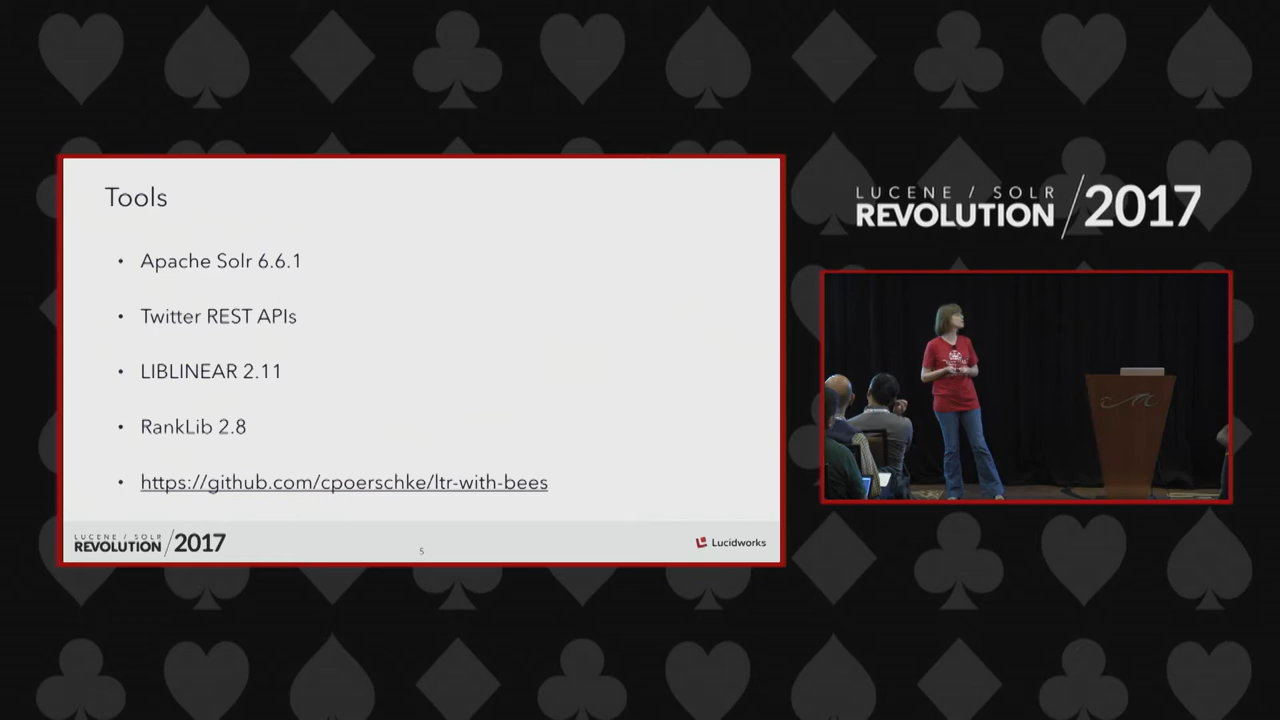 Tools
• Apache Solr 6.6.1
• Twitter REST APIs
• LIBLINEAR 2.11
• RankLib 2.8
• https://github.com/cpoerschke/ltr-with-bees
LUCENE / SOLR
REVOLUTION/2017
5
Lucidworks
LUCENE / SOLR
REVOLUTION/2017